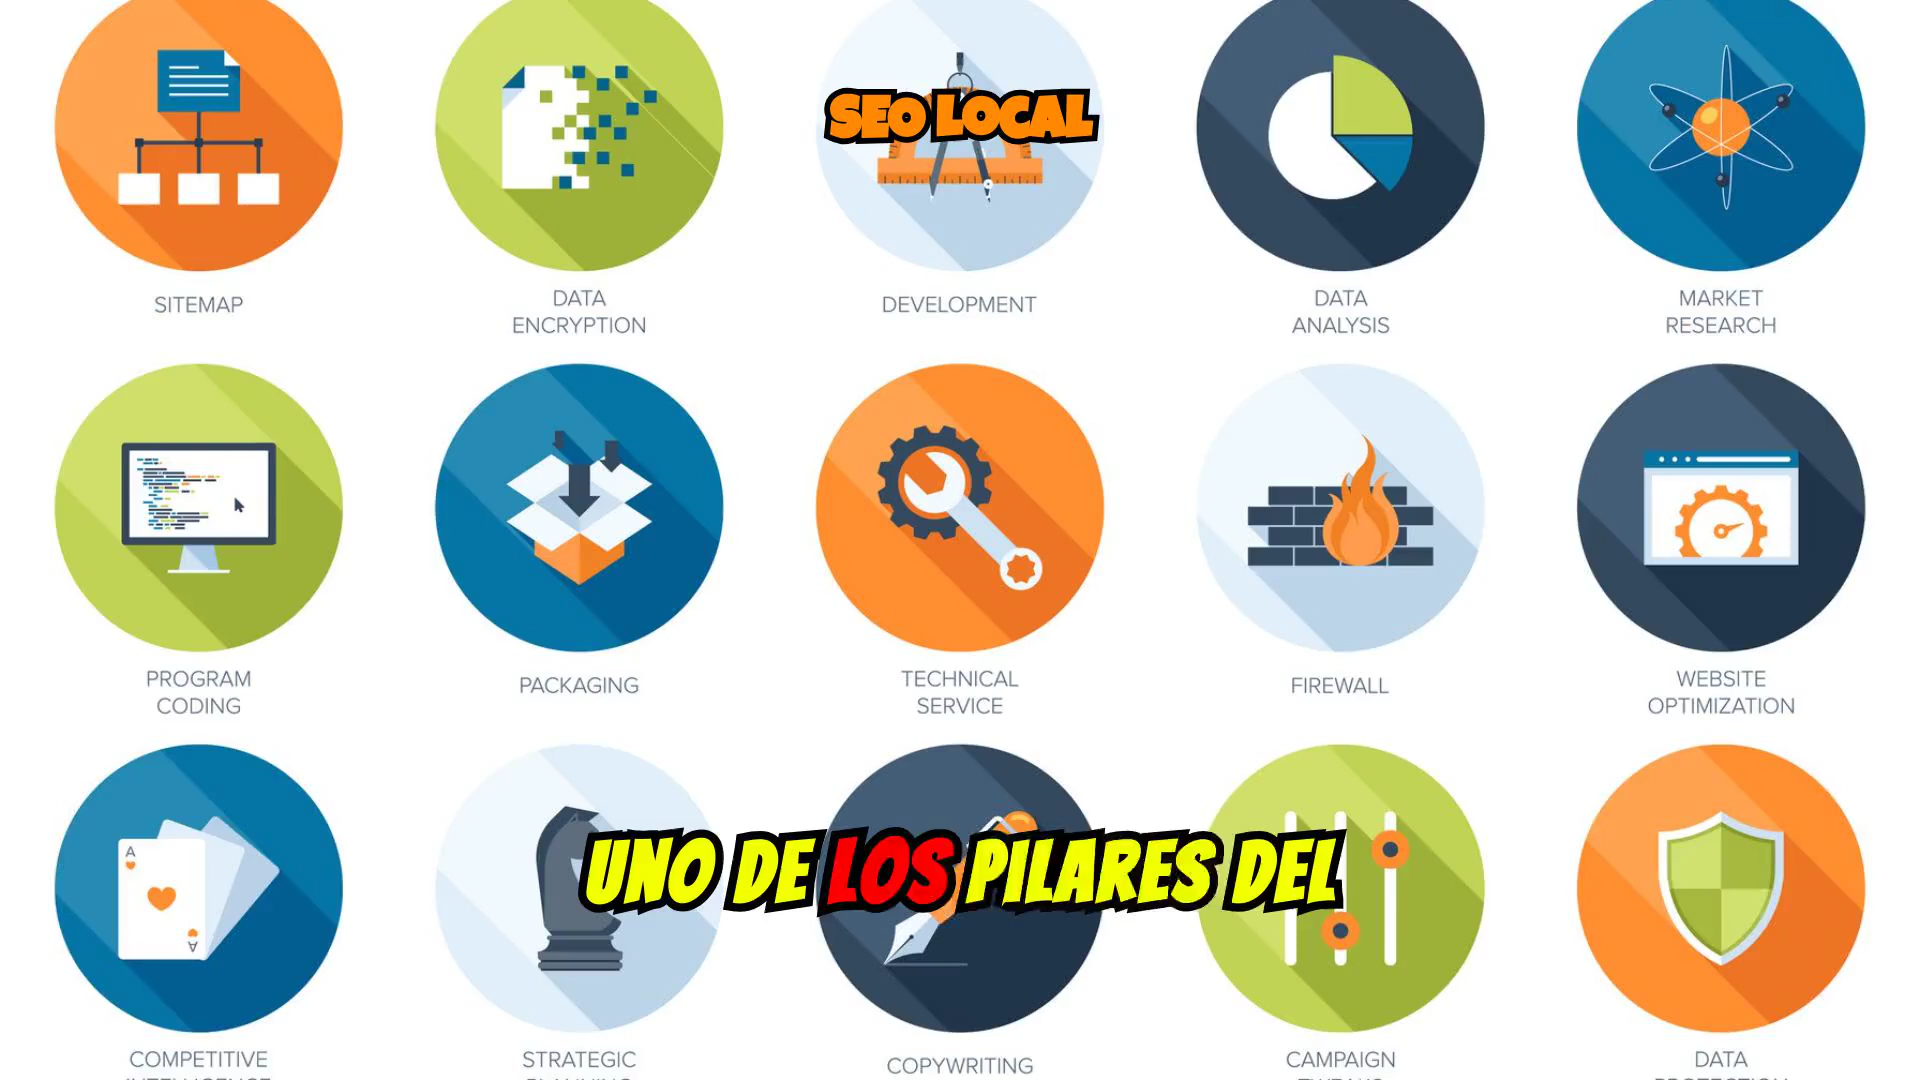 SEO LOCAL
SITEMAP
DATA
ENCRYPTION
DEVELOPMENT
DATA
ANALYSIS
MARKET
RESEARCH
PROGRAM
CODING
PACKAGING
TECHNICAL
SERVICE
FIREWALL
WEBSITE
OPTIMIZATION
A
A
UNO DE LOS PILARES DEL
COMPETITIVE
STRATEGIC
COPYWRITING
CAMPAIGN
DATA